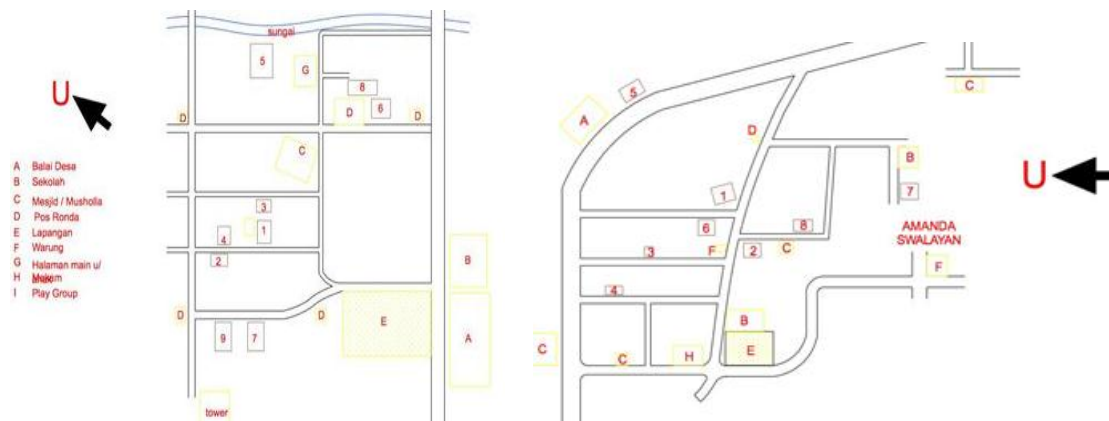 U
A Balai Desa
B Sekolah
C Mesjid / Musholla
D Pos Ronda
E Lapangan
F Warung
G Halaman main u/
anak
H Makam
I Play Group
sungai
5
G
8
6
D
D
D
C
3
1
4
2
B
D
D
E
A
9
7
tower
C
5
A
D
B
U
7
1
6
8
AMANDA
SWALAYAN
3
F
2
C
F
4
B
C
C
H
E